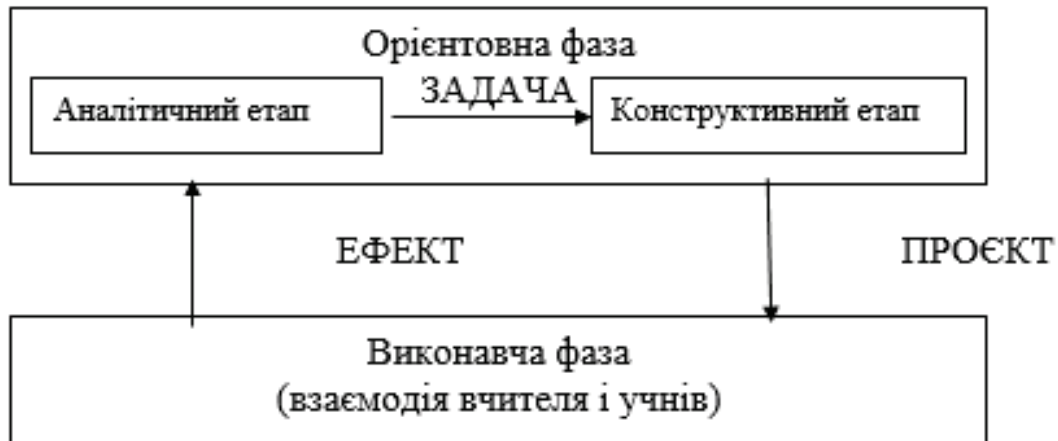 Орієнтовна фаза
ЗАДАЧА
Аналітичний етап
Конструктивний етап
ЕФЕКТ
ПРОЄКТ
Виконавча фаза
(взаємодія вчителя і учнів)